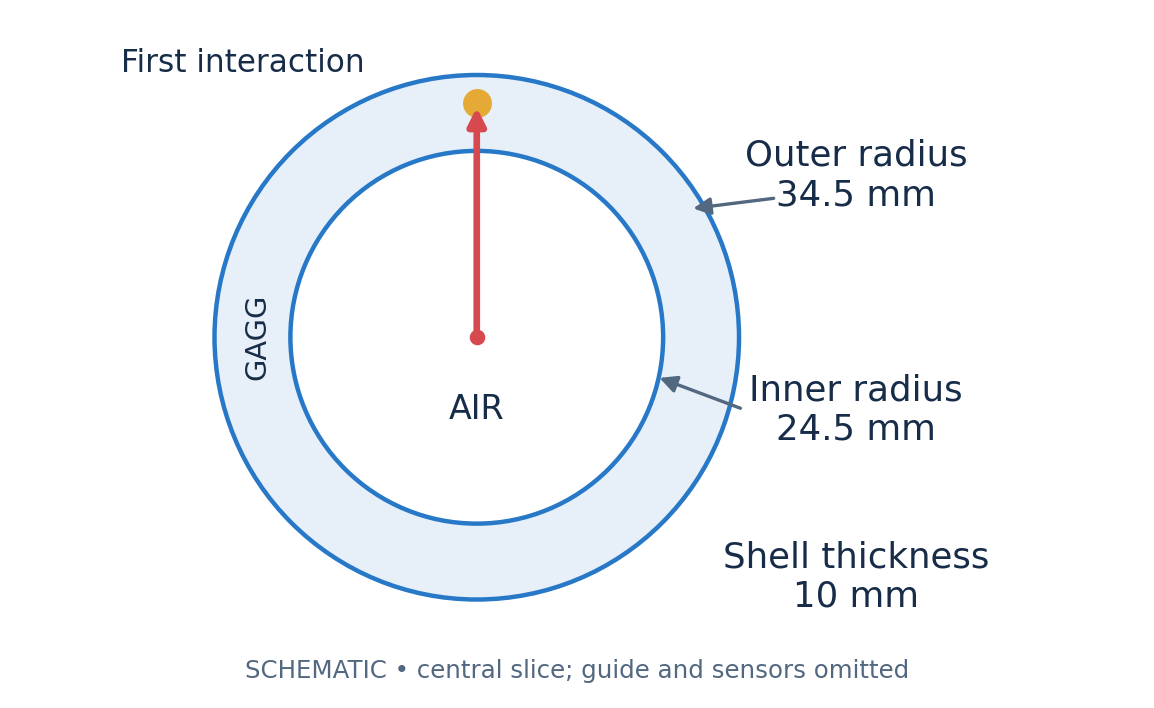 First interaction
Outer radius
34.5 mm
GAGG
Inner radius
24.5 mm
AIR
Shell thickness
10 mm
SCHEMATIC • central slice; guide and sensors omitted